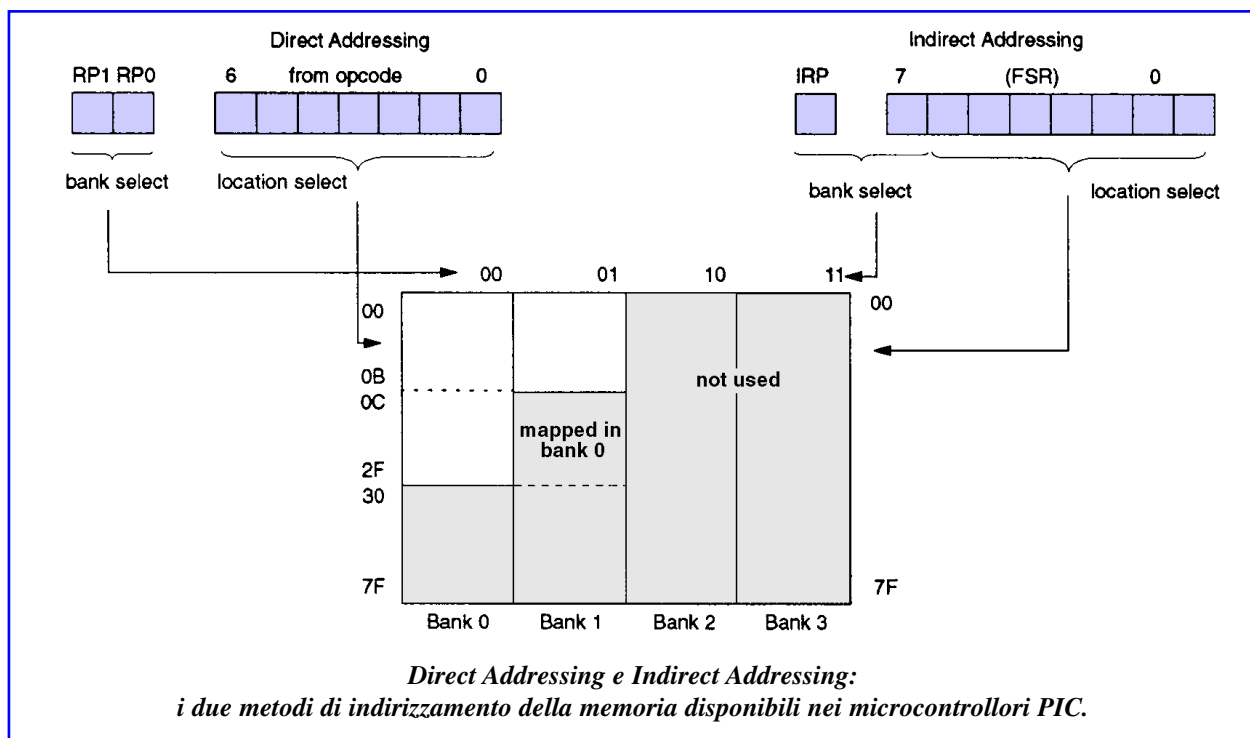 Direct Addressing
Indirect Addressing
RP1 RP0
6 from opcode 0
IRP
7 (FSR) 0
bank select
location select
bank select
location select
00 01 10 11
00
00
0B
0C
not used
mapped in
bank 0
2F
30
7F
7F
Bank 0 Bank 1 Bank 2 Bank 3
Direct Addressing e Indirect Addressing:
i due metodi di indirizzamento della memoria disponibili nei microcontrollori PIC.